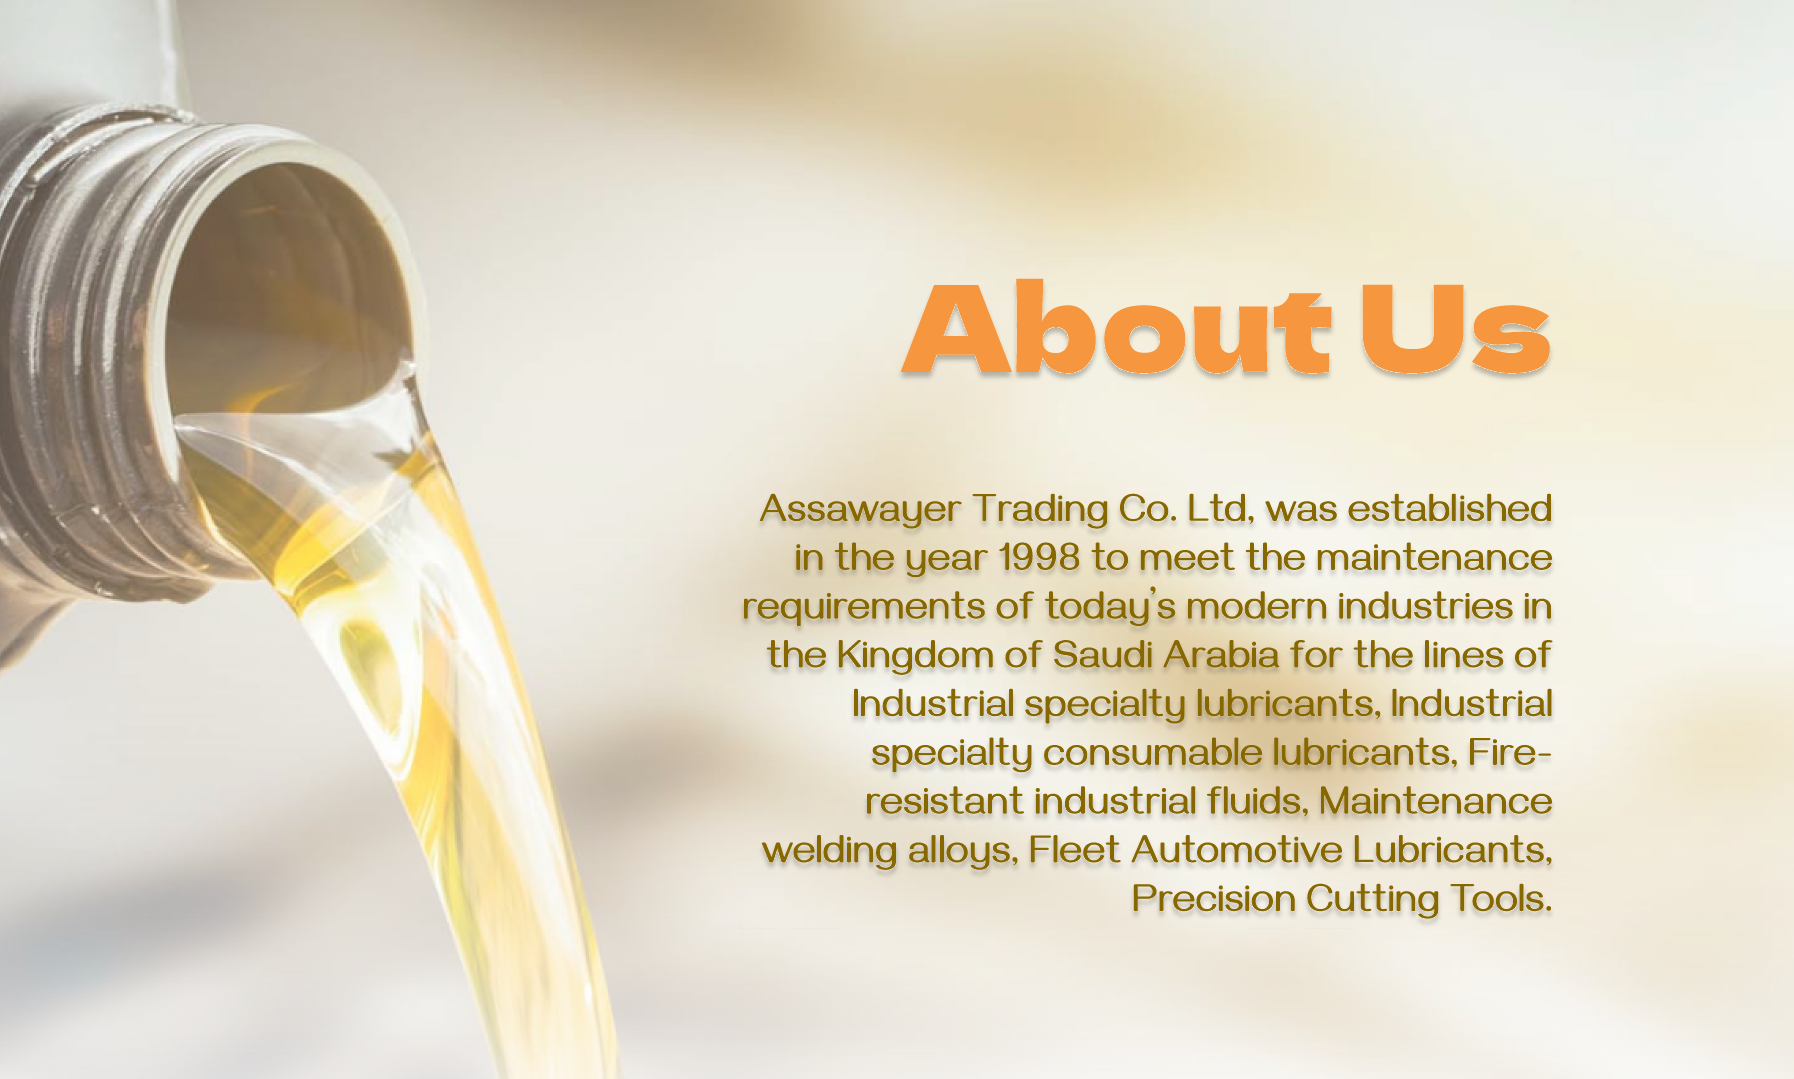 About Us
Assawayer Trading Co. Ltd, was established
in the year 1998 to meet the maintenance
requirements of today's modern industries in
the Kingdom of Saudi Arabia for the lines of
Industrial specialty lubricants, Industrial
specialty consumable lubricants, Fire-
resistant industrial fluids, Maintenance
welding alloys, Fleet Automotive Lubricants,
Precision Cutting Tools.